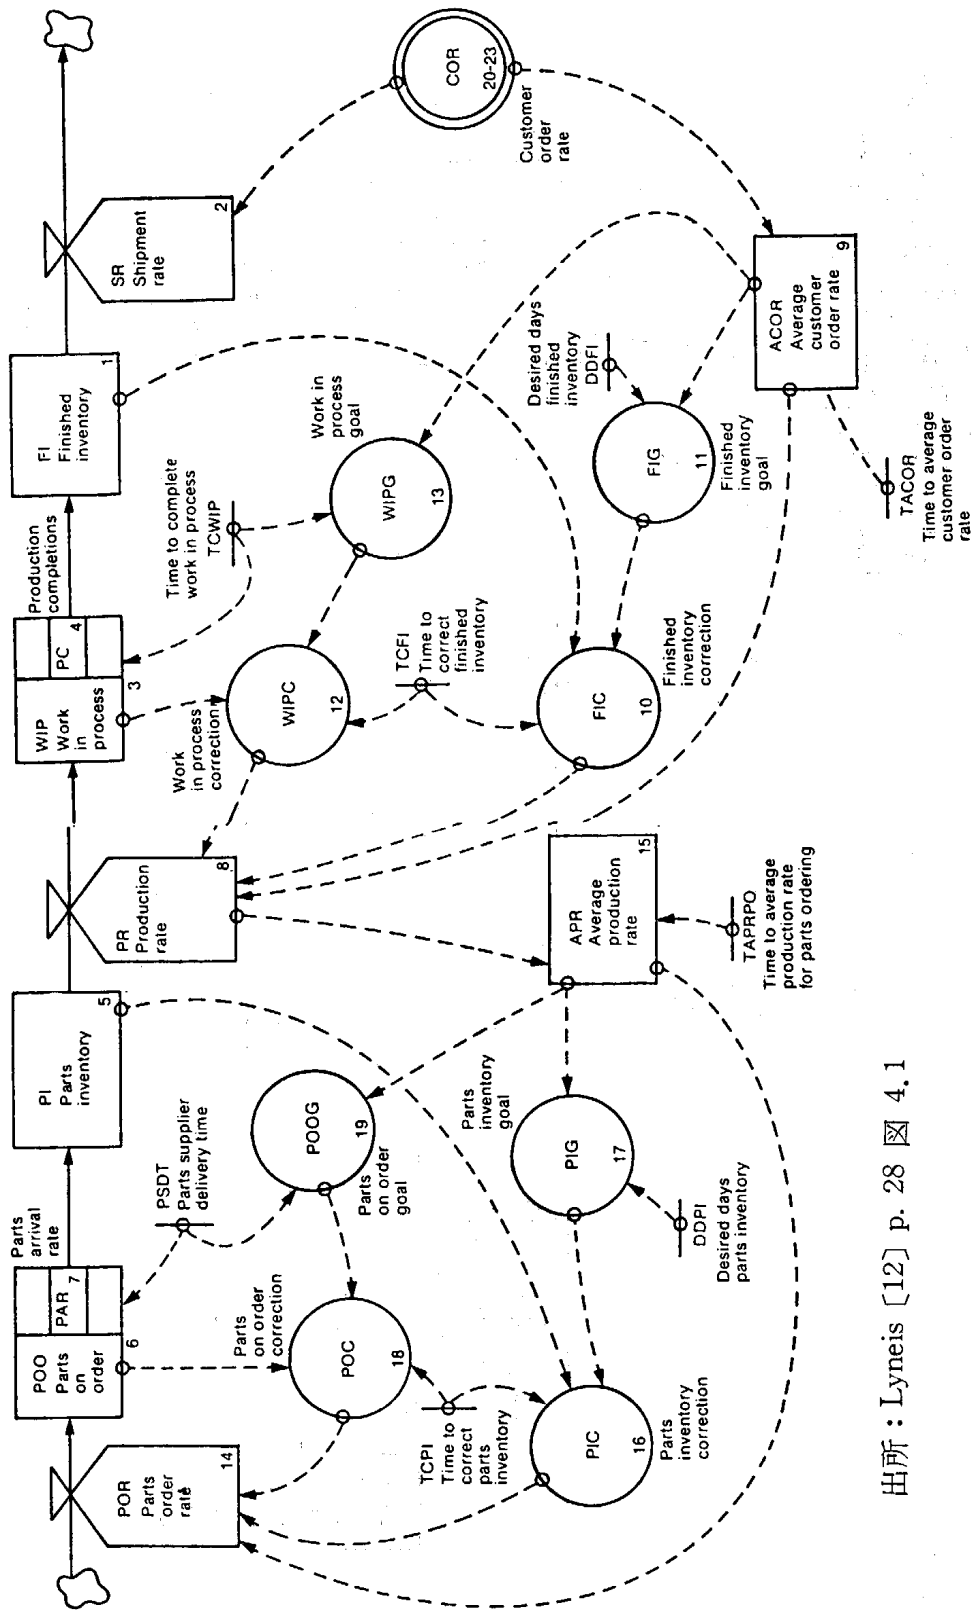 POR Parts
order
rate
14
POO
Parts
on
order
6
PAR
7
Parts
arrival
rate
PI
Parts
inventory
5
PR Production
rate
8
WIP
Work
in
process
3
PC
4
Production
completions
FI
Finished
inventory
1
SR Shipment
rate
2
COR
20-23
Customer
order
rate
PSDT
Parts supplier
delivery time
Parts
on order
correction
POC
18
POOG
19
Parts
on order
goal
TCPI
Time to
correct
parts
inventory
PIC
16
Parts
inventory
correction
Parts
inventory
goal
PIG
17
DDPI
Desired days
parts inventory
APR
Average
production
rate
15
TAPRPO
Time to average
production rate
for parts ordering
Work
in process
correction
WIPC
12
Time to complete
work in process
TCWIP
Work in
process
goal
WIPG
13
TCFI
Time to
correct
finished
inventory
FIC
10
Finished
inventory
correction
Desired days
finished
inventory
DDFI
FIG
11
Finished
inventory
goal
ACOR
Average
customer
order rate
9
TACOR
Time to average
customer order
rate
出所：Lyneis〔12〕p. 28 図 4.1